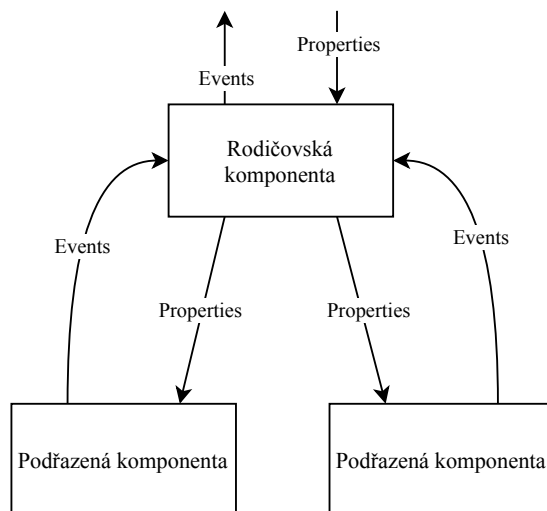 Properties
Events
Rodičovská
komponenta
Events
Events
Properties
Properties
Podřazená komponenta
Podřazená komponenta